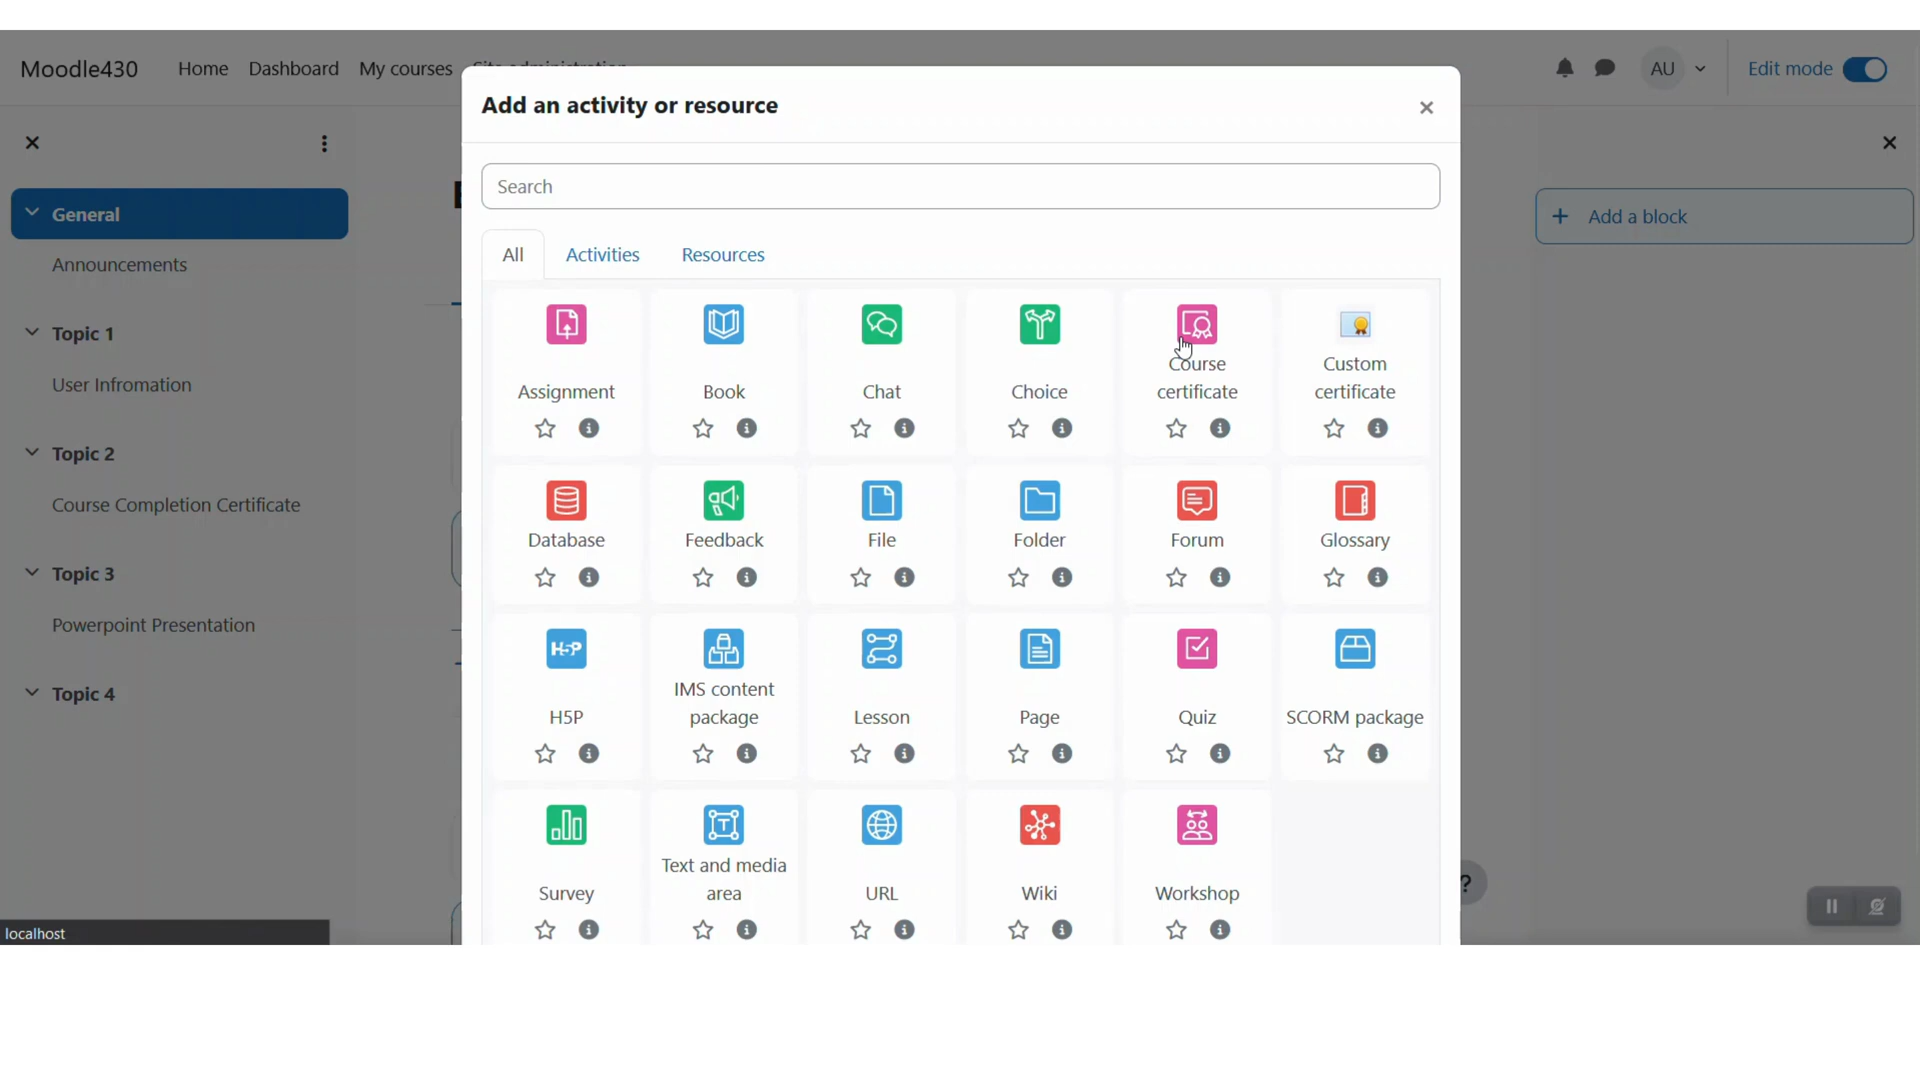 Moodle430
Home
Dashboard
My courses
Site administration
AU
Edit mode
Add an activity or resource
Search
All
Activities
Resources
General
Announcements
Topic 1
User Infromation
Topic 2
Course Completion Certificate
Topic 3
Powerpoint Presentation
Topic 4
Add a block
Assignment
Book
Chat
Choice
Course
certificate
Custom
certificate
Database
Feedback
File
Folder
Forum
Glossary
H5P
H5P
IMS content
package
Lesson
Page
Quiz
SCORM package
Survey
Text and media
area
URL
Wiki
Workshop
?
localhost